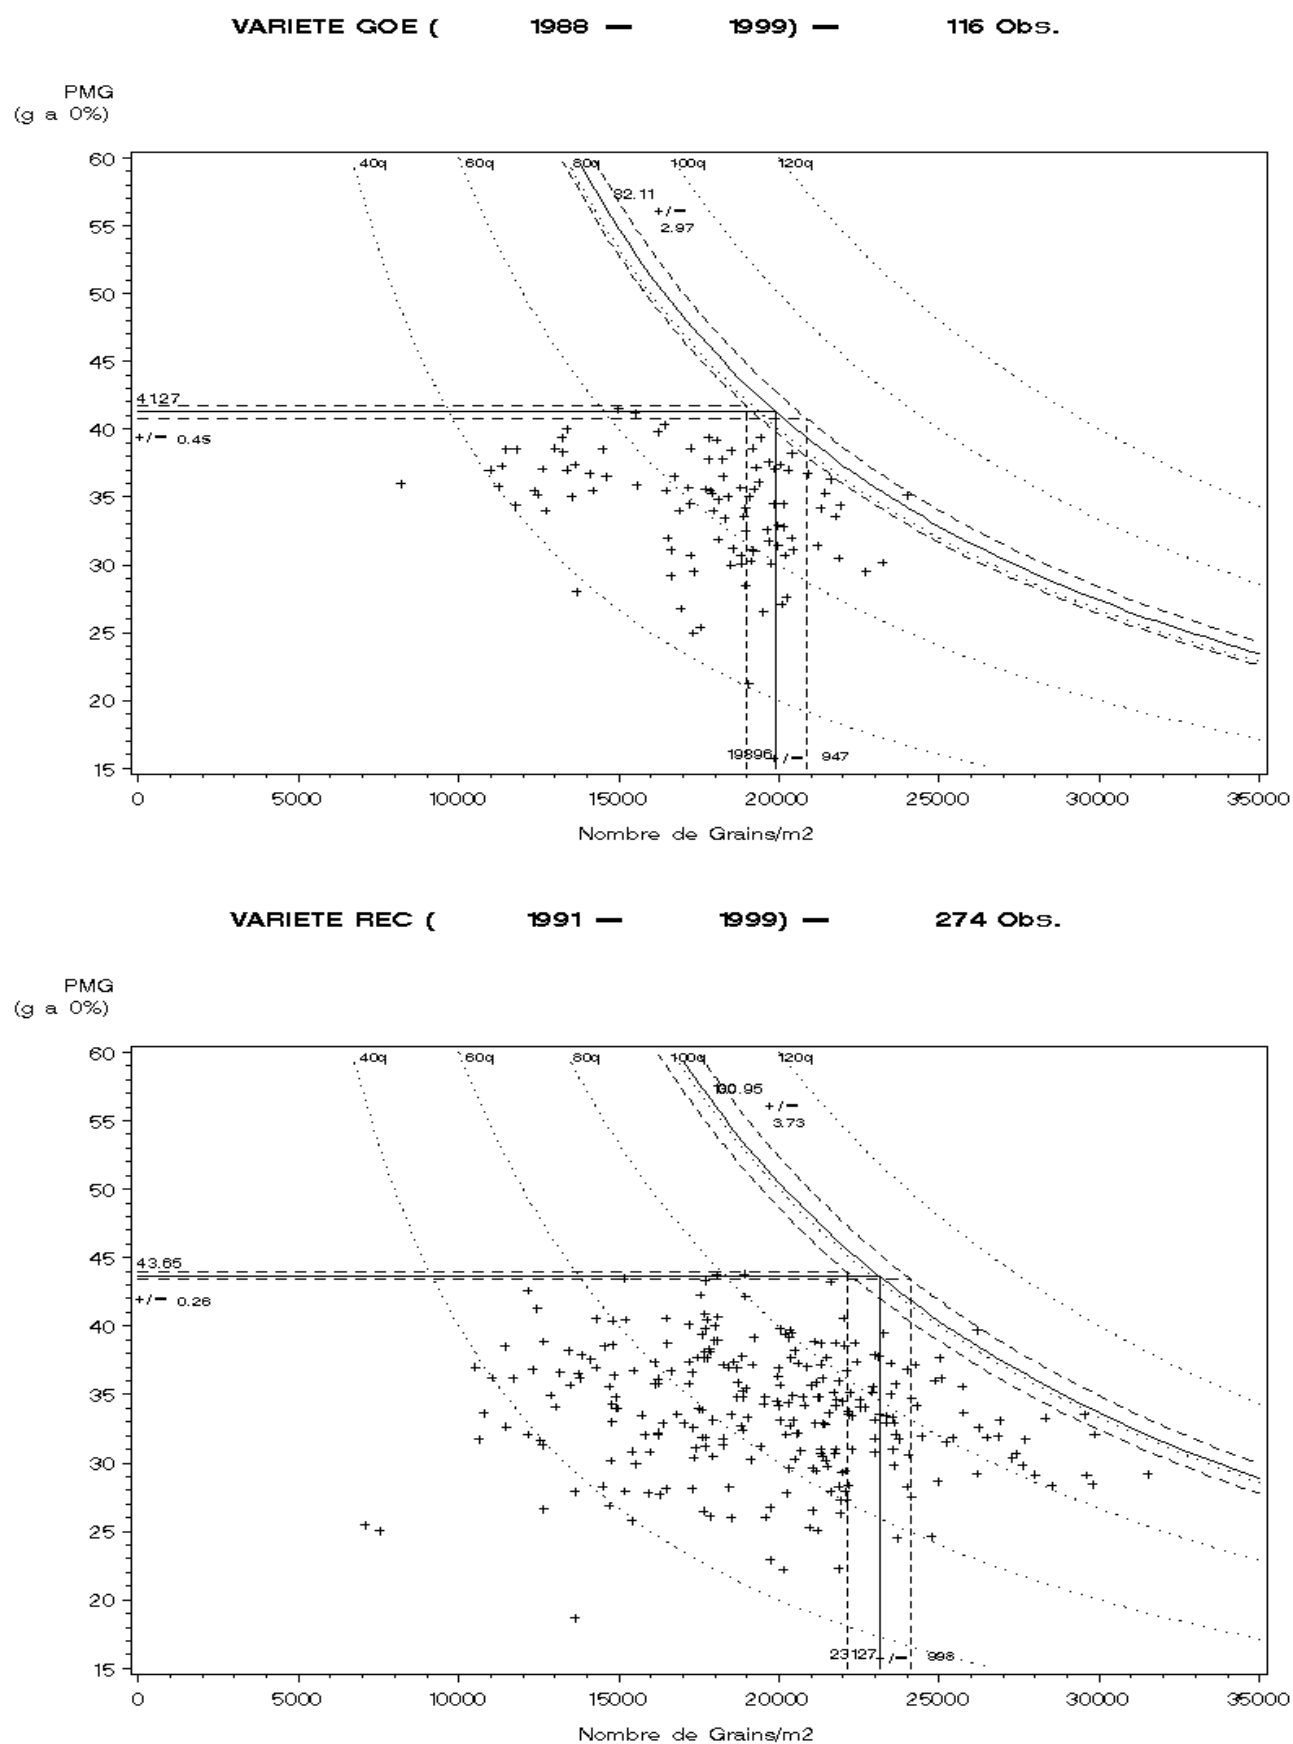 VARIETE GOE ( 1988 — 1999) — 116 Obs.
PMG
(g a 0%)
60
40q 60q 80q 100q 120q
82.11
+/−
2.97
55
50
45
4127
40
+/− 0.45
35
30
25
20
19896 +/− 947
15
0 5000 10000 15000 20000 25000 30000 35000
Nombre de Grains/m2
VARIETE REC ( 1991 — 1999) — 274 Obs.
PMG
(g a 0%)
60
40q 60q 80q 100q 120q
100.95
+/−
3.73
55
50
45
43.65
+/− 0.26
40
35
30
25
20
23127 +/− 998
15
0 5000 10000 15000 20000 25000 30000 35000
Nombre de Grains/m2